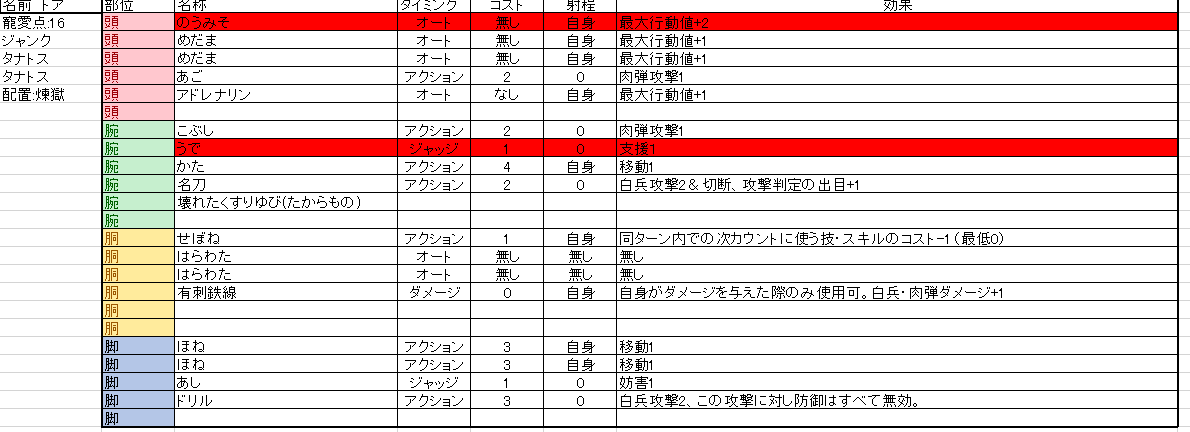 名前 トア 部位 名称 タイミング コスト 射程 効果
寵愛点:16 頭 のうみそ オート 無し 自身 最大行動値+2
ジャンク 頭 めだま オート 無し 自身 最大行動値+1
タナトス 頭 めだま オート 無し 自身 最大行動値+1
タナトス 頭 あご アクション 2 0 肉弾攻撃1
配置:煉獄 頭 アドレナリン オート なし 自身 最大行動値+1
頭
腕 こぶし アクション 2 0 肉弾攻撃1
腕 うで ジャッジ 1 0 支援1
腕 かた アクション 4 自身 移動1
腕 名刀 アクション 2 0 白兵攻撃2&切断、攻撃判定の出目+1
腕 壊れたくすりゆび(たからもの)
腕
胴 せぼね アクション 1 自身 同ターン内での次カウントに使う技・スキルのコスト-1(最低0)
胴 はらわた オート 無し 無し 無し
胴 はらわた オート 無し 無し 無し
胴 有刺鉄線 ダメージ 0 自身 自身がダメージを与えた際のみ使用可。白兵・肉弾ダメージ+1
胴
胴
脚 ほね アクション 3 自身 移動1
脚 ほね アクション 3 自身 移動1
脚 あし ジャッジ 1 0 妨害1
脚 ドリル アクション 3 0 白兵攻撃2、この攻撃に対し防御はすべて無効。
脚